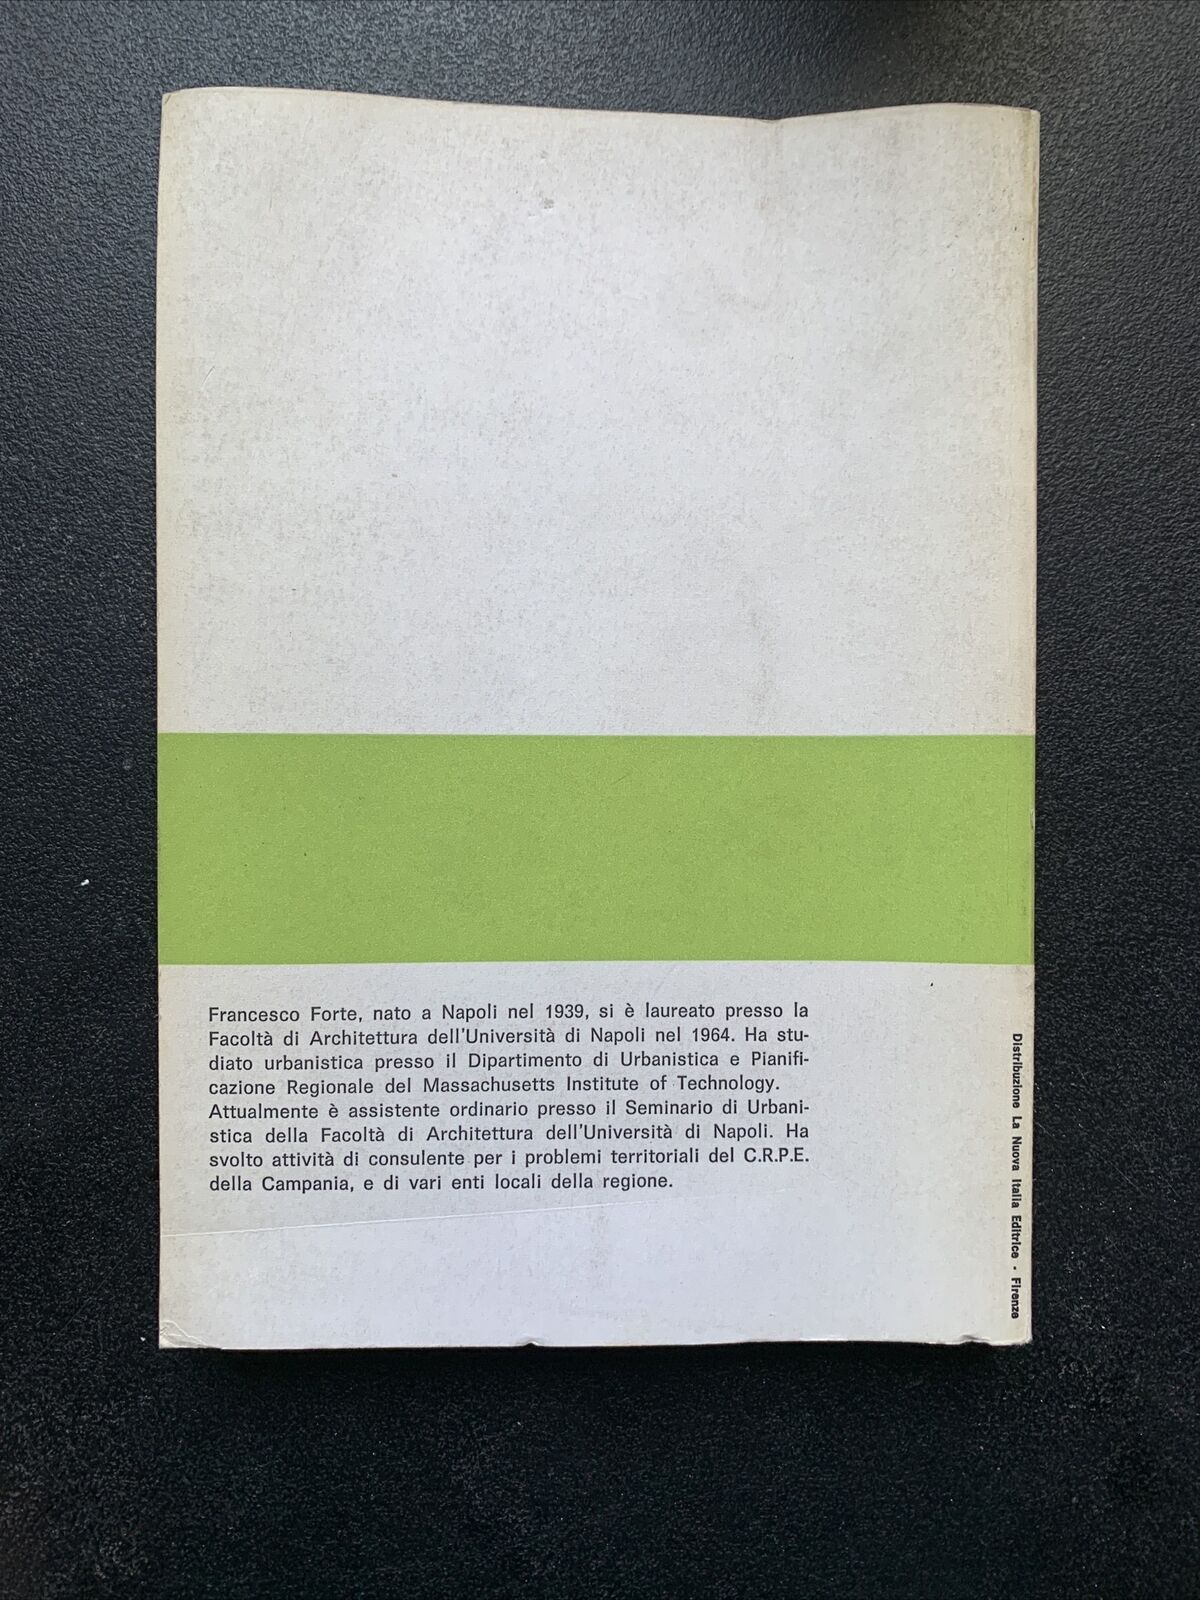 Francesco Forte, nato a Napoli nel 1939, si è laureato presso la
Facoltà di Architettura dell'Università di Napoli nel 1964. Ha stu-
diato urbanistica presso il Dipartimento di Urbanistica e Pianifi-
cazione Regionale del Massachusetts Institute of Technology.
Attualmente è assistente ordinario presso il Seminario di Urbani-
stica della Facoltà di Architettura dell'Università di Napoli. Ha
svolto attività di consulente per i problemi territoriali del C.R.P.E.
della Campania, e di vari enti locali della regione.
Distribuzione La Nuova Italia Editrice - Firenze